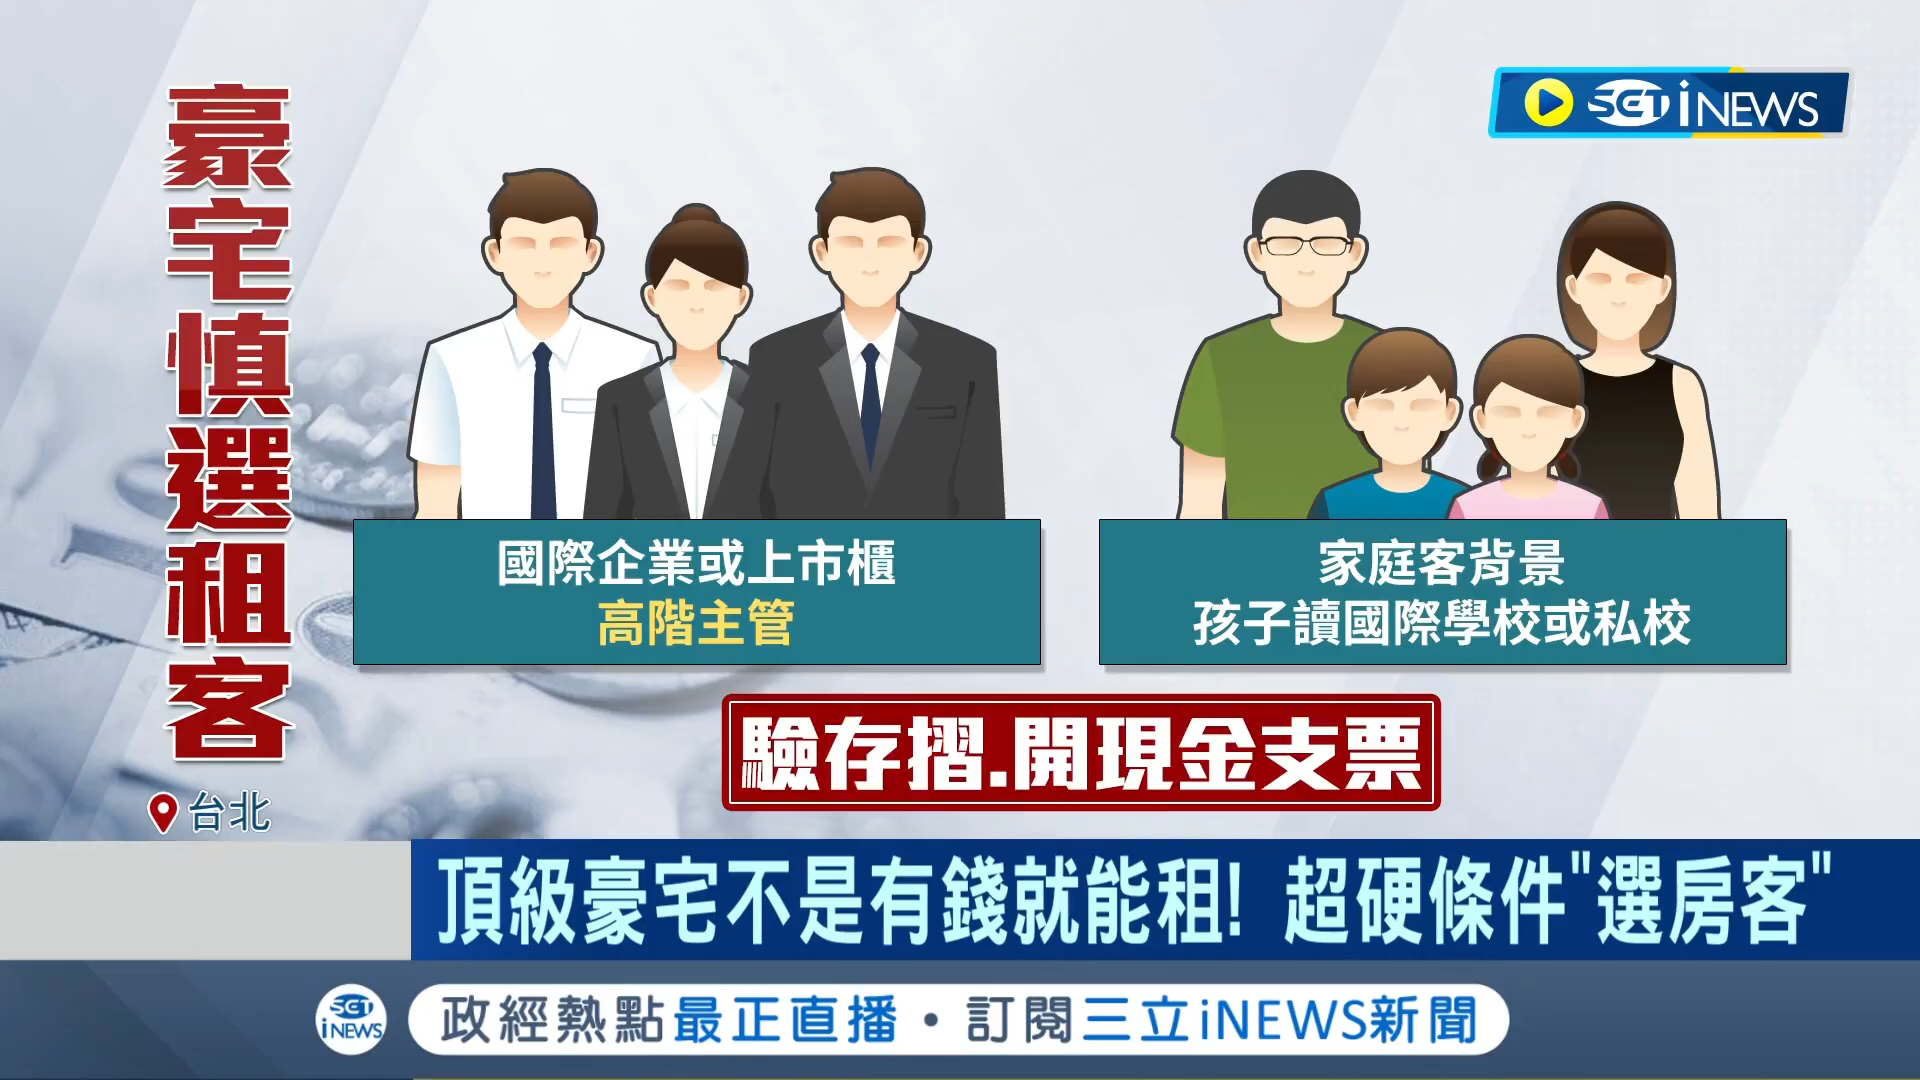 豪宅慎選租客
台北
SET iNEWS
國際企業或上市櫃
高階主管
家庭客背景
孩子讀國際學校或私校
驗存摺.開現金支票
頂級豪宅不是有錢就能租! 超硬條件"選房客"
SET iNEWS
政經熱點最正直播・訂閱三立iNEWS新聞